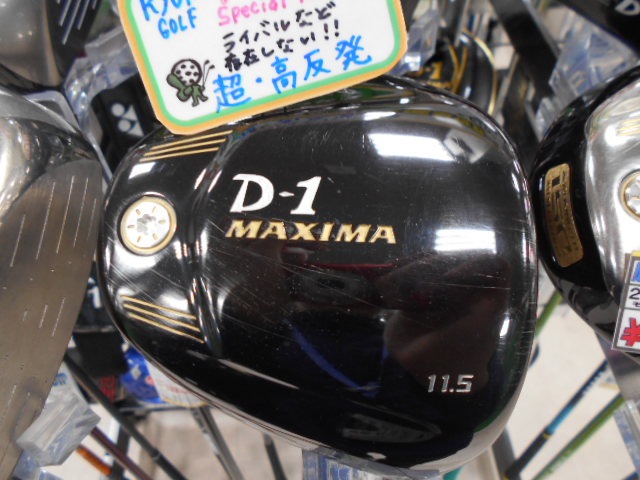 GOLF
Special
ライバルなど
存在しない!!
超・高反発
D-1
MAXIMA
11.5